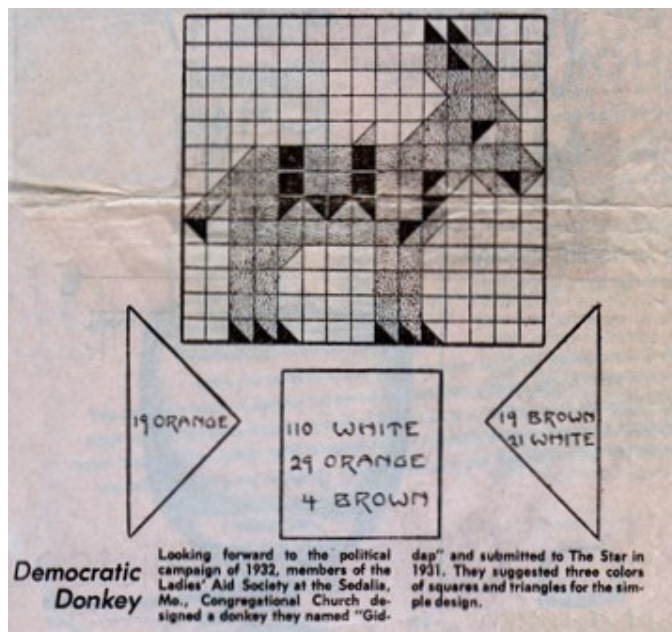 19 ORANGE
110 WHITE
29 ORANGE
4 BROWN
19 BROWN
21 WHITE
Democratic
Donkey
Looking forward to the political
campaign of 1932, members of the
Ladies' Aid Society at the Sedalia,
Mo., Congregational Church de-
signed a donkey they named "Gid-
dap" and submitted to The Star in
1931. They suggested three colors
of squares and triangles for the sim-
ple design.